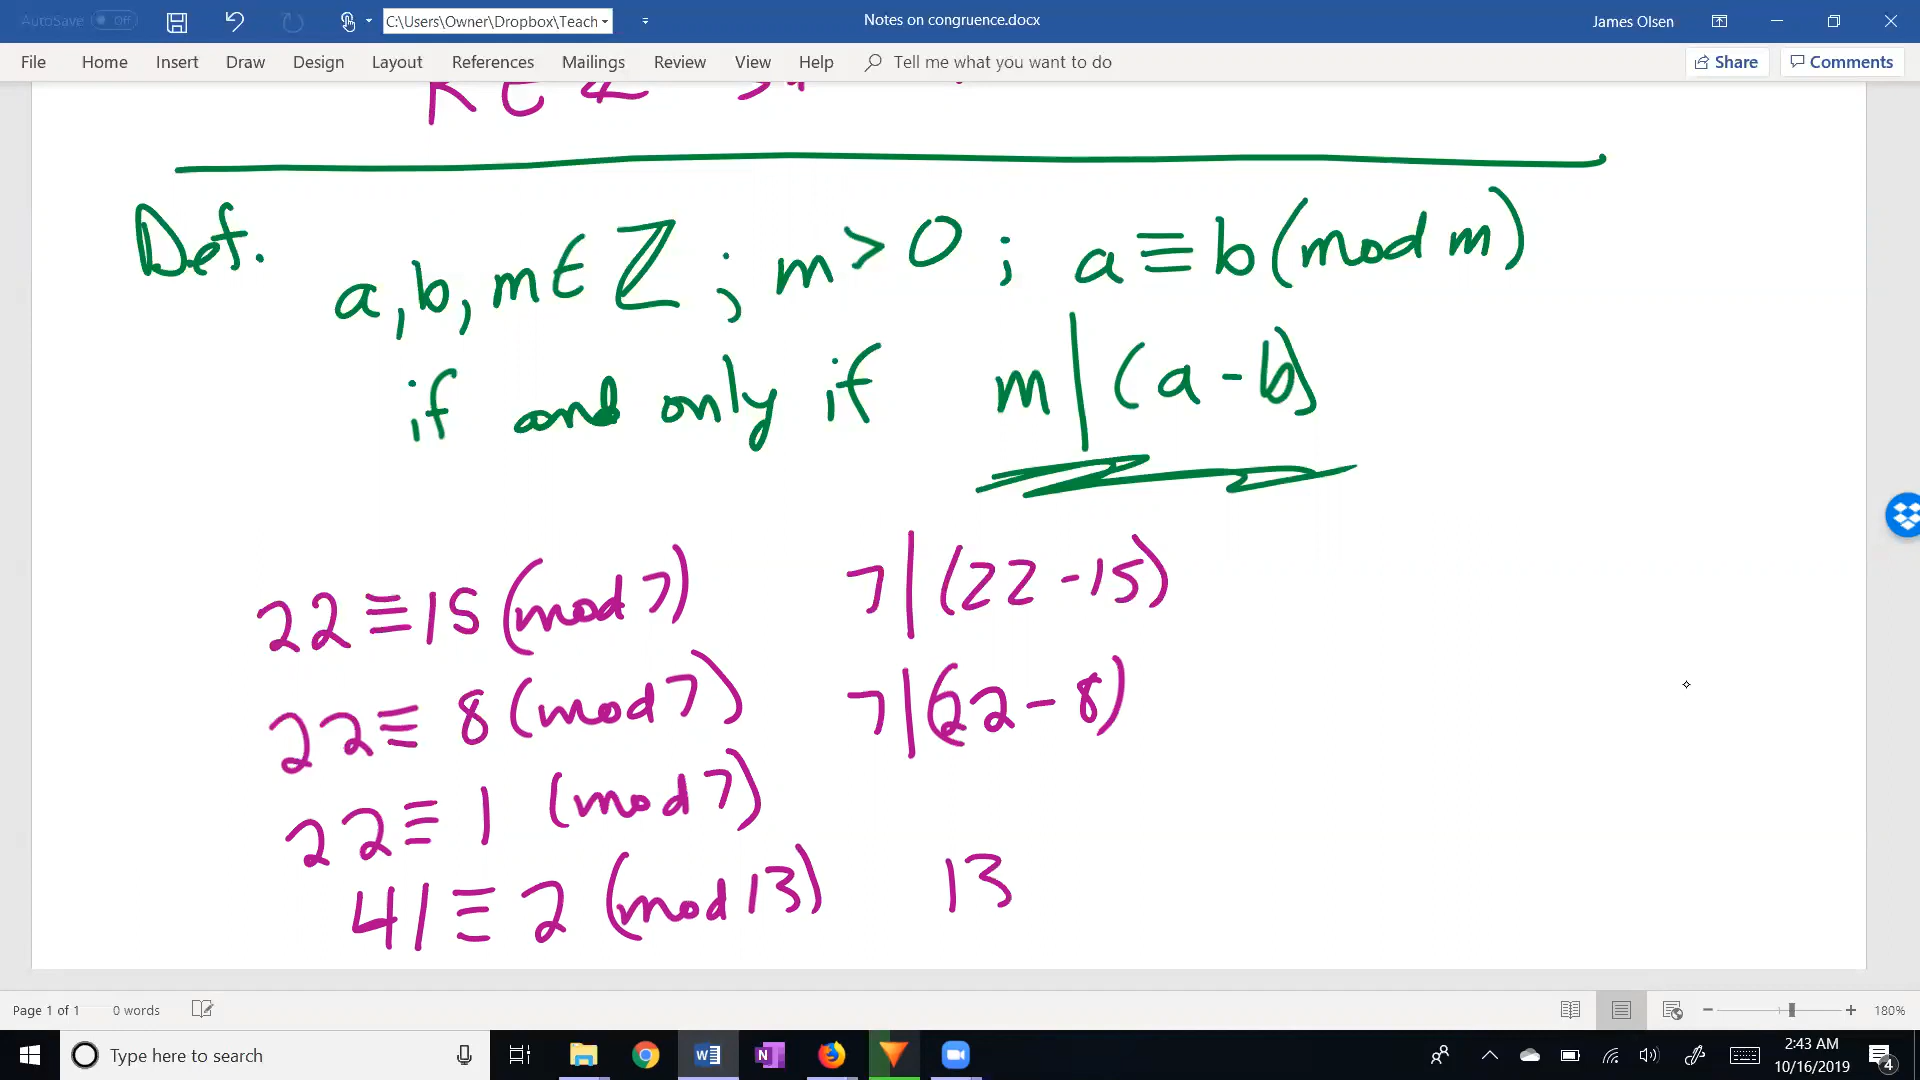 AutoSave Off C:\Users\Owner\Dropbox\Teach Notes on congruence.docx James Olsen
File Home Insert Draw Design Layout References Mailings Review View Help Tell me what you want to do Share Comments
Def. a, b, m ∈ ℤ ; m > 0 ; a ≡ b (mod m)
if and only if m | (a - b)
22 ≡ 15 (mod 7) 7 | (22 - 15)
22 ≡ 8 (mod 7) 7 | (22 - 8)
22 ≡ 1 (mod 7)
41 ≡ 2 (mod 13) 13
Page 1 of 1 0 words 180%
Type here to search 2:43 AM
10/16/2019 4